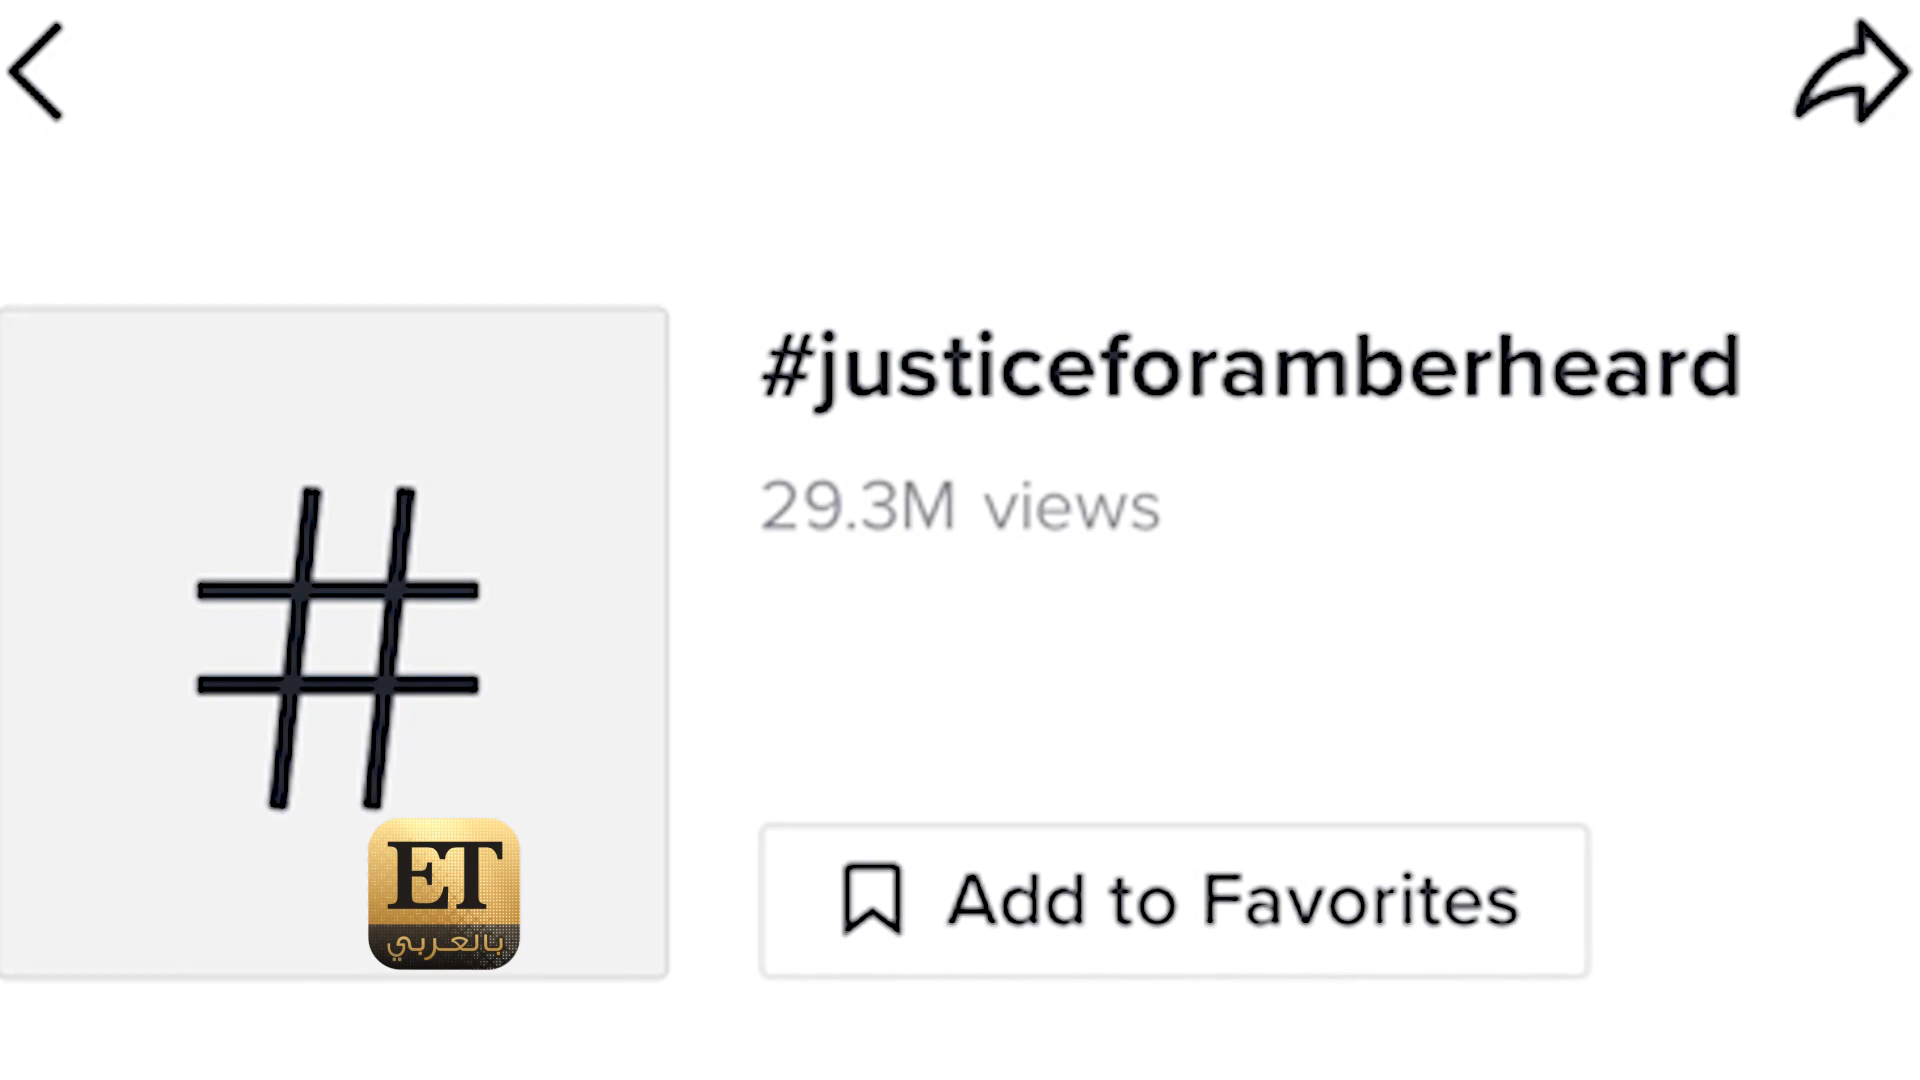 #justiceforamberheard
29.3M views
Add to Favorites
ET
بالعربي